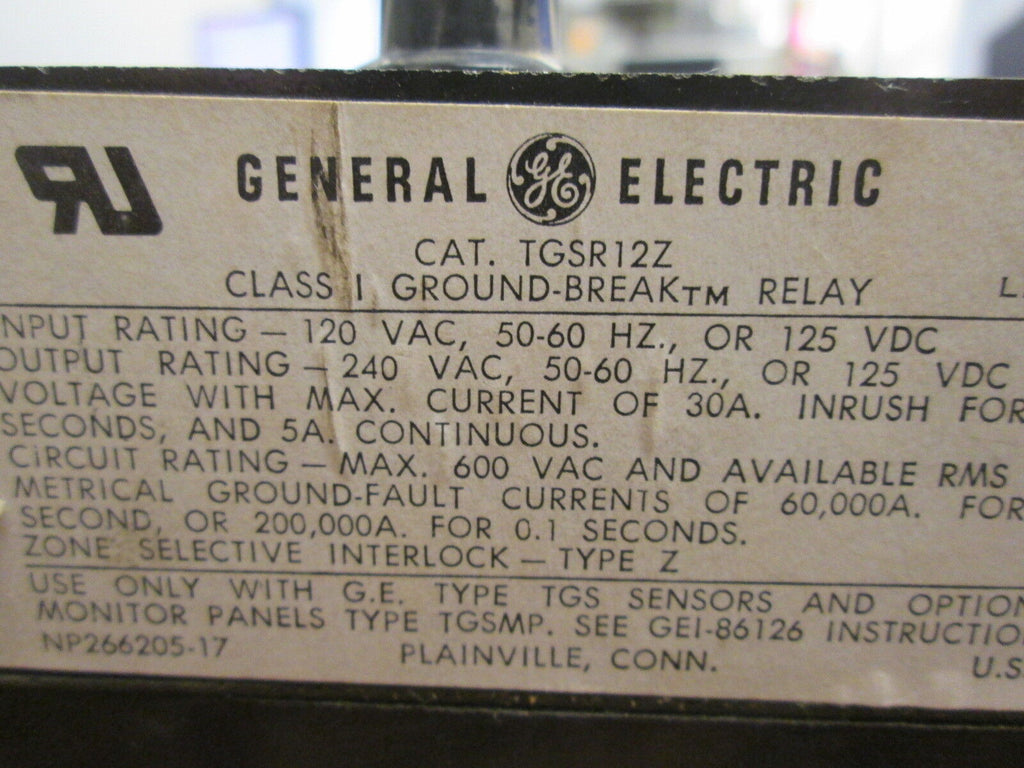 GENERAL GE ELECTRIC
CAT. TGSR12Z
CLASS I GROUND-BREAK™ RELAY
NPUT RATING — 120 VAC, 50-60 HZ., OR 125 VDC
OUTPUT RATING — 240 VAC, 50-60 HZ., OR 125 VDC
VOLTAGE WITH MAX. CURRENT OF 30A. INRUSH FOR
SECONDS, AND 5A. CONTINUOUS.
CIRCUIT RATING — MAX. 600 VAC AND AVAILABLE RMS
METRICAL GROUND-FAULT CURRENTS OF 60,000A. FOR
SECOND, OR 200,000A. FOR 0.1 SECONDS.
ZONE SELECTIVE INTERLOCK — TYPE Z
USE ONLY WITH G.E. TYPE TGS SENSORS AND OPTION
MONITOR PANELS TYPE TGSMP. SEE GEI-86126 INSTRUCTIO
NP266205-17 PLAINVILLE, CONN. U.S